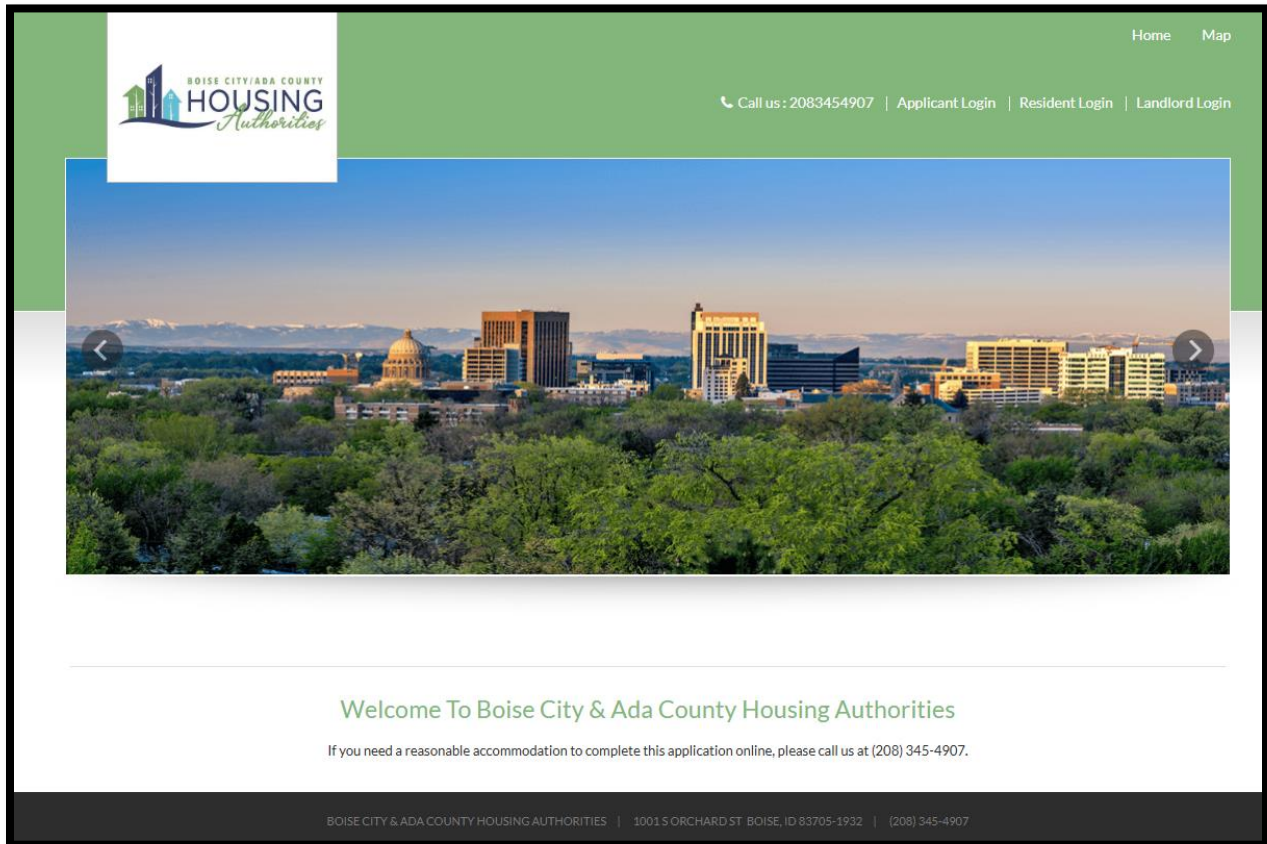 Home Map
BOISE CITY/ADA COUNTY
HOUSING
Authorities
Call us : 2083454907 | Applicant Login | Resident Login | Landlord Login
Welcome To Boise City & Ada County Housing Authorities
If you need a reasonable accommodation to complete this application online, please call us at (208) 345-4907.
BOISE CITY & ADA COUNTY HOUSING AUTHORITIES | 1001 S ORCHARD ST BOISE, ID 83705-1932 | (208) 345-4907